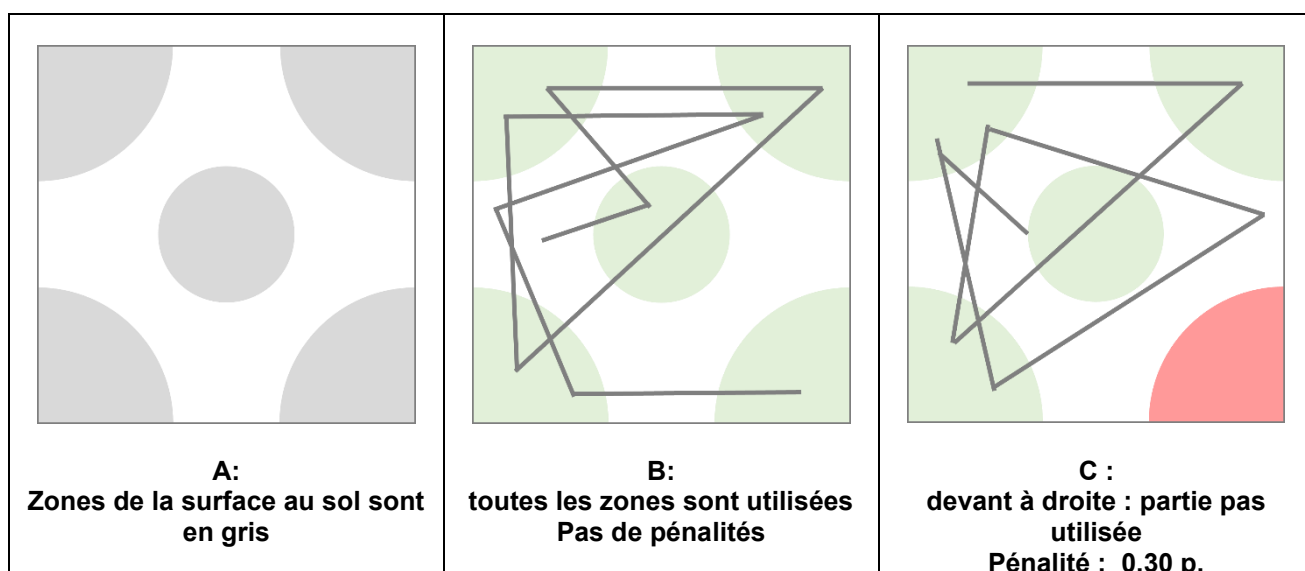 A:
Zones de la surface au sol sont
en gris
B:
toutes les zones sont utilisées
Pas de pénalités
C :
devant à droite : partie pas
utilisée
Pénalité : 0.30 p.